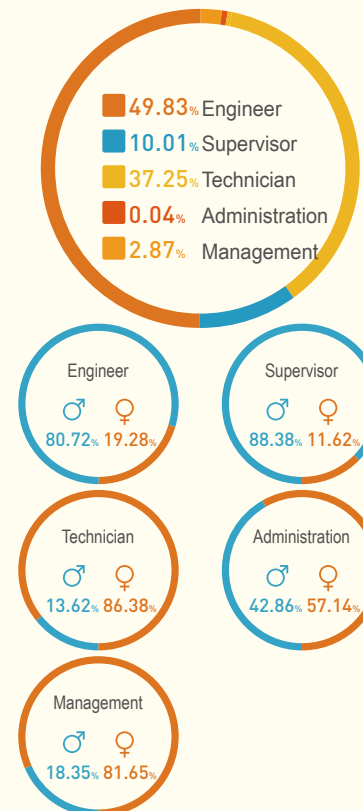 49.83% Engineer
10.01% Supervisor
37.25% Technician
0.04% Administration
2.87% Management
Engineer
80.72% 19.28%
Supervisor
88.38% 11.62%
Technician
13.62% 86.38%
Administration
42.86% 57.14%
Management
18.35% 81.65%